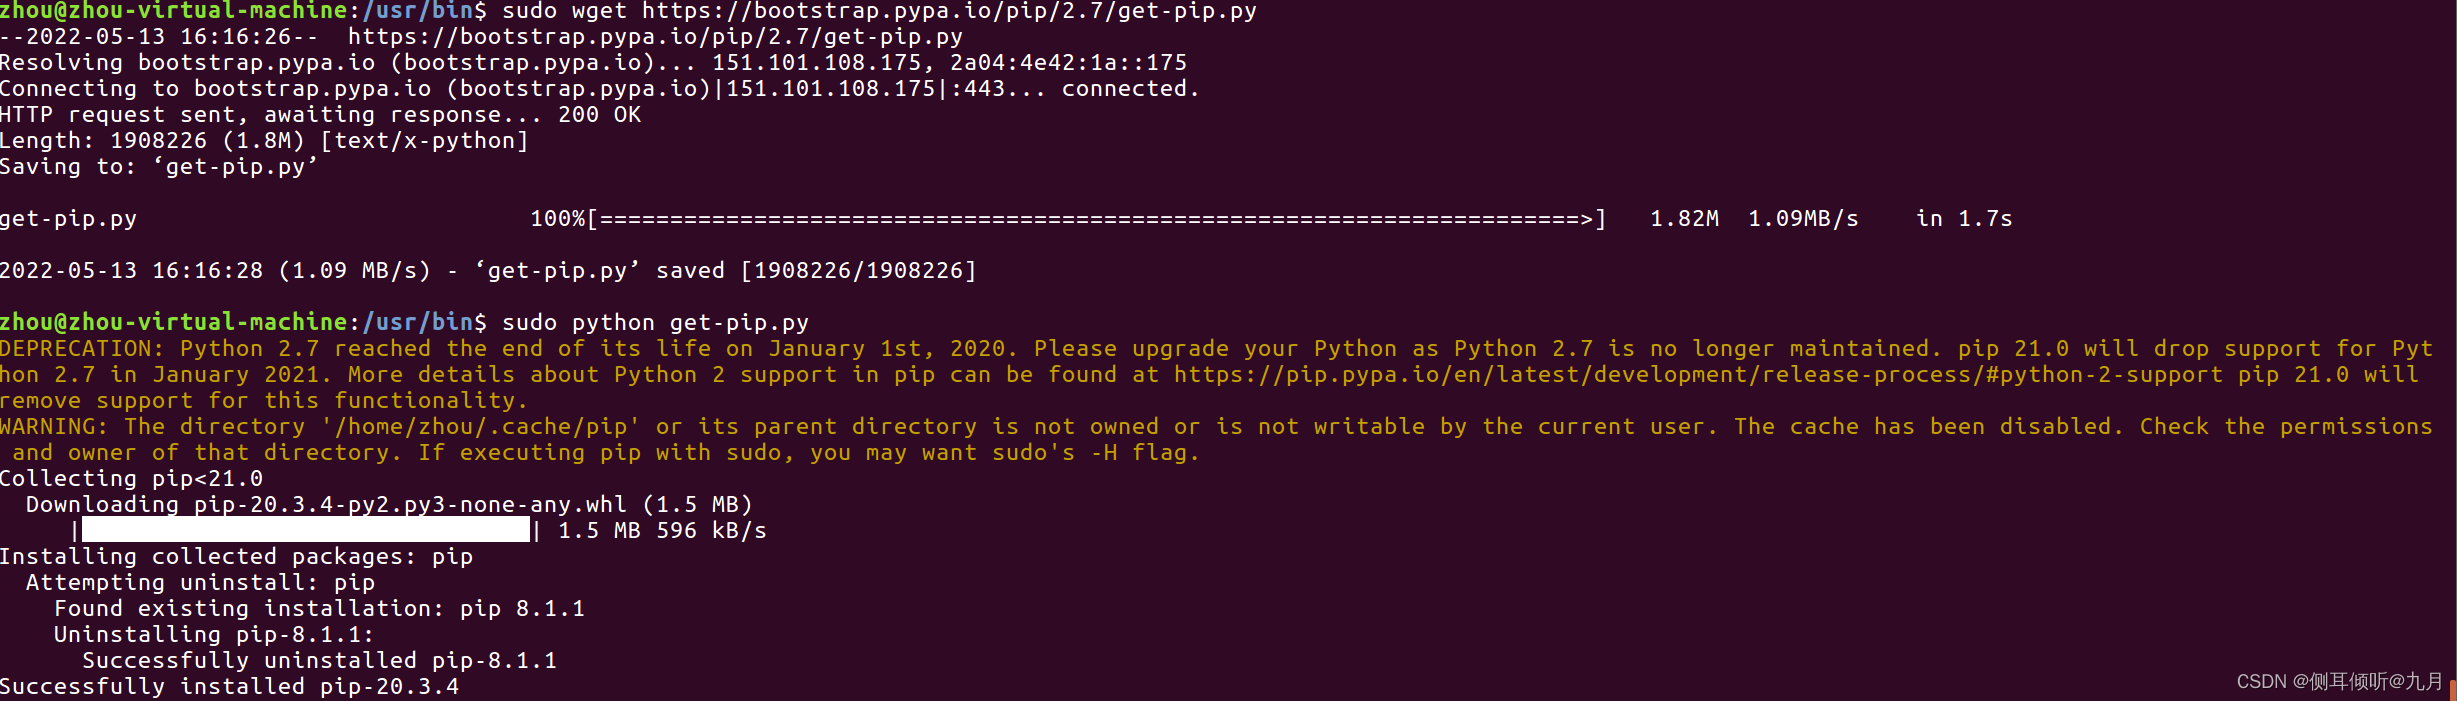 zhou@zhou-virtual-machine:/usr/bin$ sudo wget https://bootstrap.pypa.io/pip/2.7/get-pip.py
--2022-05-13 16:16:26--  https://bootstrap.pypa.io/pip/2.7/get-pip.py
Resolving bootstrap.pypa.io (bootstrap.pypa.io)... 151.101.108.175, 2a04:4e42:1a::175
Connecting to bootstrap.pypa.io (bootstrap.pypa.io)|151.101.108.175|:443... connected.
HTTP request sent, awaiting response... 200 OK
Length: 1908226 (1.8M) [text/x-python]
Saving to: ‘get-pip.py’
get-pip.py                            100%[======================================================================>]   1.82M  1.09MB/s    in 1.7s
2022-05-13 16:16:28 (1.09 MB/s) - ‘get-pip.py’ saved [1908226/1908226]
zhou@zhou-virtual-machine:/usr/bin$ sudo python get-pip.py
DEPRECATION: Python 2.7 reached the end of its life on January 1st, 2020. Please upgrade your Python as Python 2.7 is no longer maintained. pip 21.0 will drop support for Pyt
hon 2.7 in January 2021. More details about Python 2 support in pip can be found at https://pip.pypa.io/en/latest/development/release-process/#python-2-support pip 21.0 will
remove support for this functionality.
WARNING: The directory '/home/zhou/.cache/pip' or its parent directory is not owned or is not writable by the current user. The cache has been disabled. Check the permissions
 and owner of that directory. If executing pip with sudo, you may want sudo's -H flag.
Collecting pip<21.0
  Downloading pip-20.3.4-py2.py3-none-any.whl (1.5 MB)
     |████████████████████████████████| 1.5 MB 596 kB/s
Installing collected packages: pip
  Attempting uninstall: pip
    Found existing installation: pip 8.1.1
    Uninstalling pip-8.1.1:
      Successfully uninstalled pip-8.1.1
Successfully installed pip-20.3.4
CSDN @侧耳倾听@九月